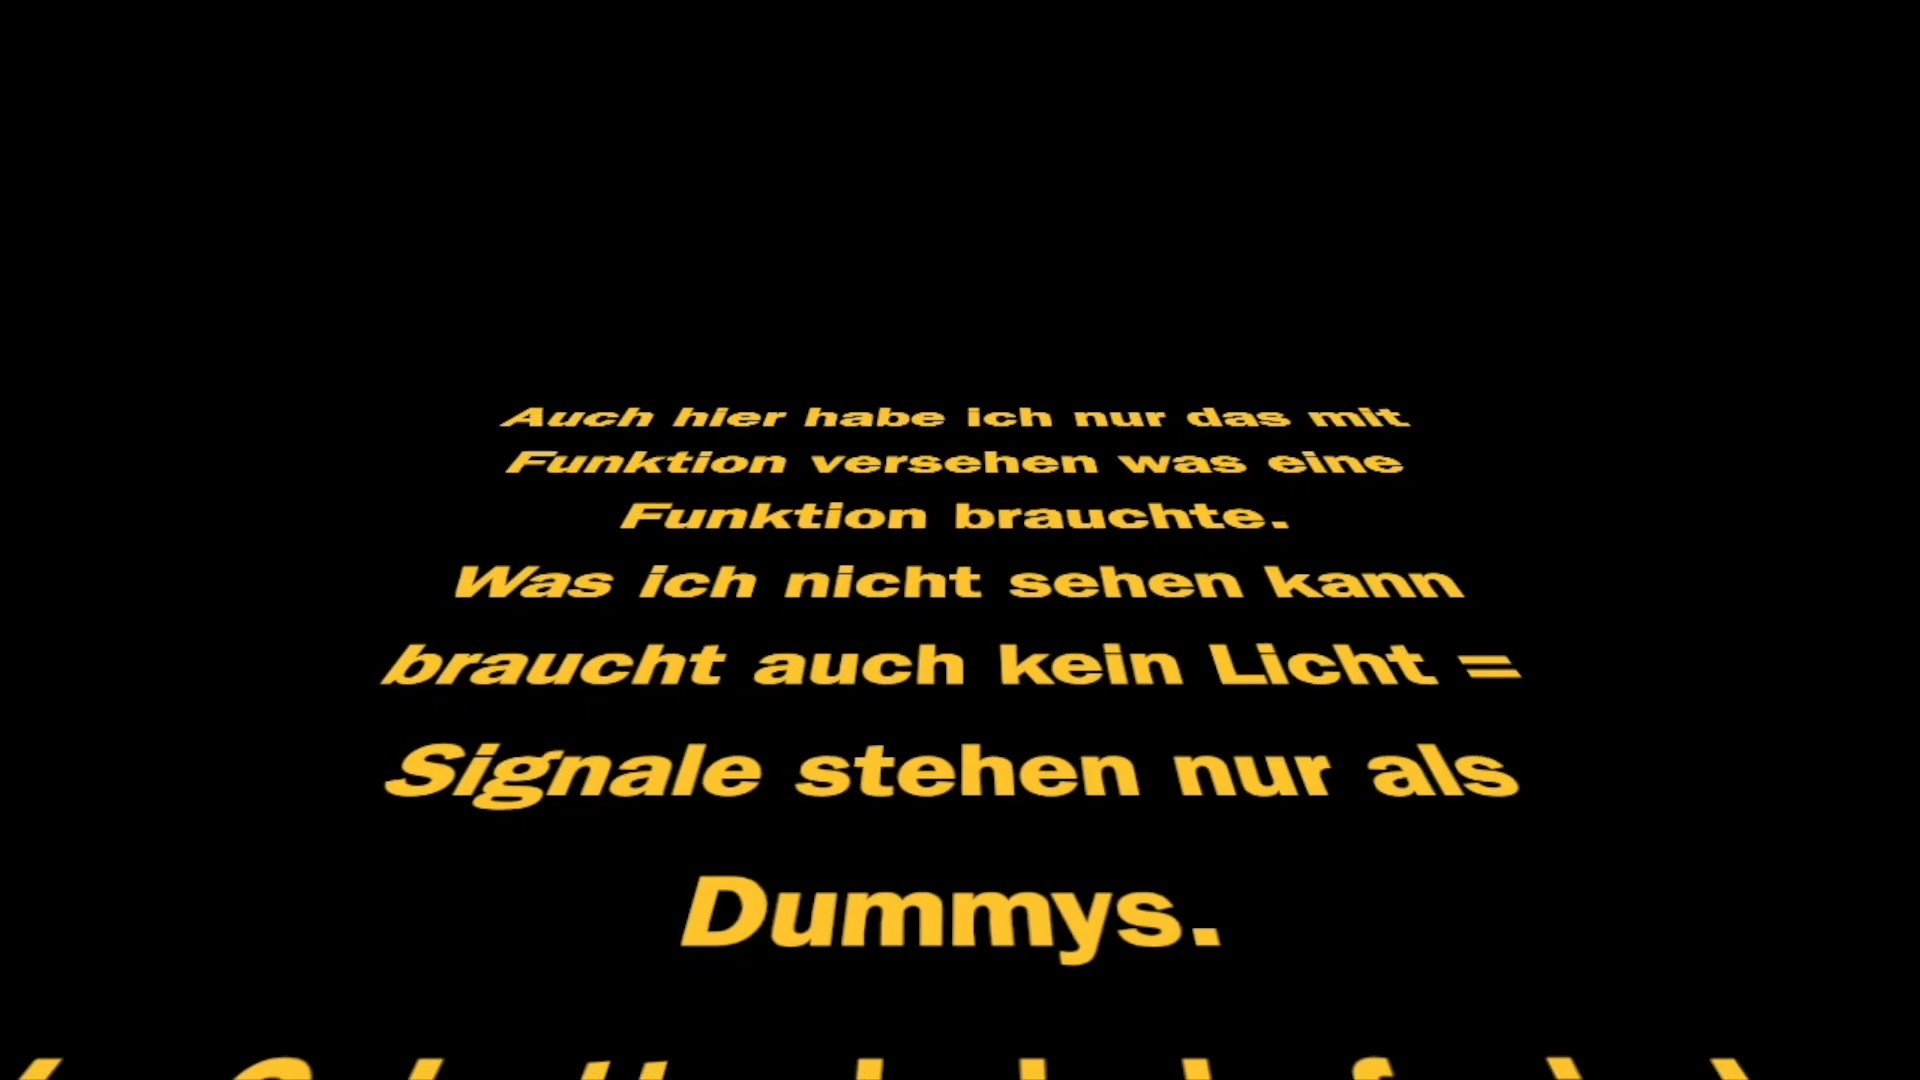 Auch hier habe ich nur das mit
Funktion versehen was eine
Funktion brauchte.
Was ich nicht sehen kann
braucht auch kein Licht =
Signale stehen nur als
Dummys.